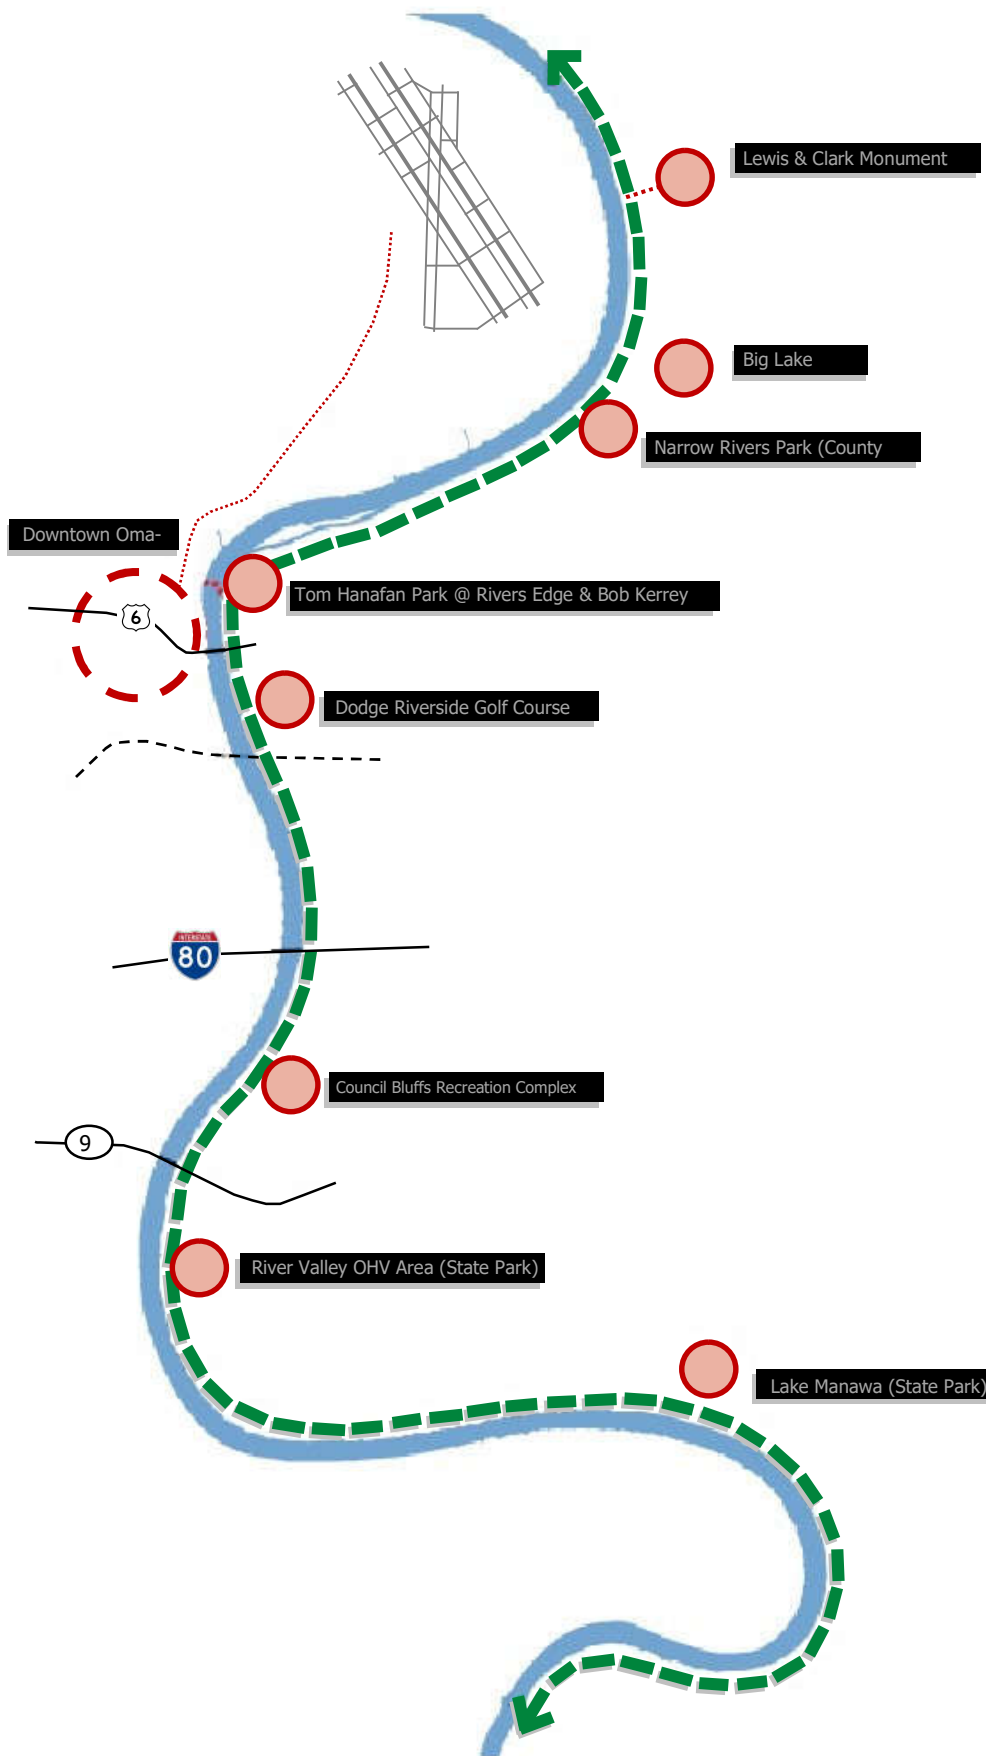 Lewis & Clark Monument
Big Lake
Narrow Rivers Park (County
Downtown Oma-
Tom Hanafan Park @ Rivers Edge & Bob Kerrey
6
Dodge Riverside Golf Course
INTERSTATE
80
Council Bluffs Recreation Complex
9
River Valley OHV Area (State Park)
Lake Manawa (State Park)